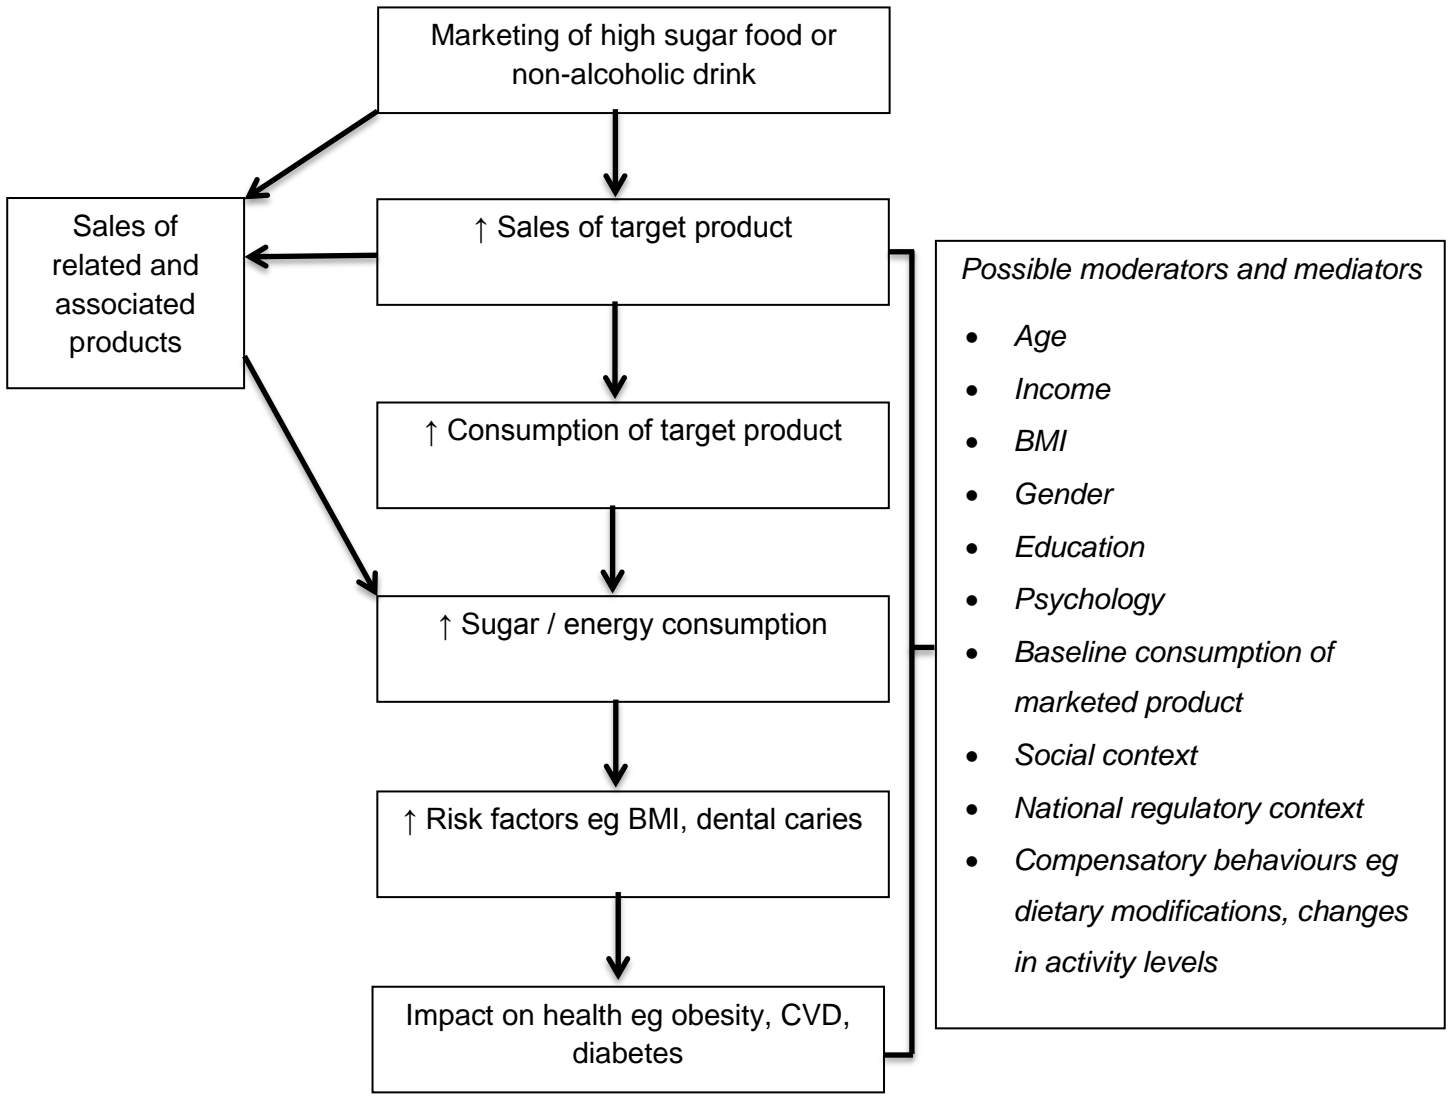 Marketing of high sugar food or
non-alcoholic drink
Sales of
related and
associated
products
↑ Sales of target product
↑ Consumption of target product
↑ Sugar / energy consumption
↑ Risk factors eg BMI, dental caries
Impact on health eg obesity, CVD,
diabetes
Possible moderators and mediators
• Age
• Income
• BMI
• Gender
• Education
• Psychology
• Baseline consumption of
marketed product
• Social context
• National regulatory context
• Compensatory behaviours eg
dietary modifications, changes
in activity levels